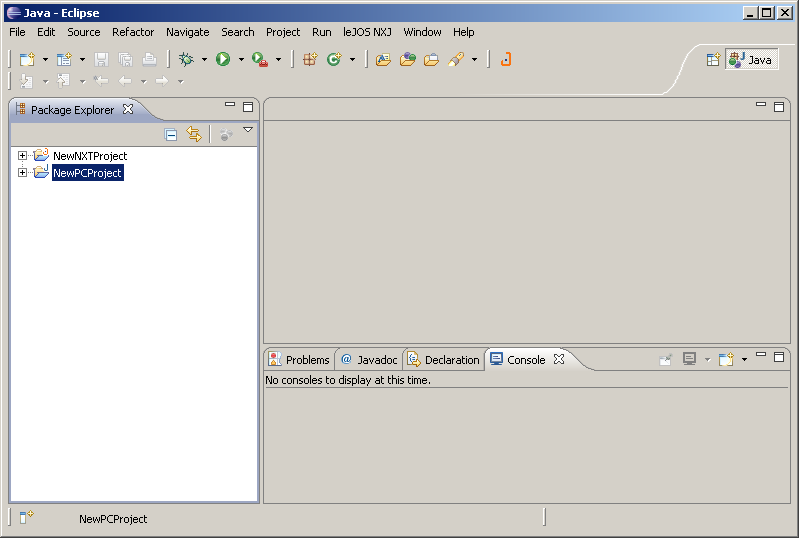 Java - Eclipse
File Edit Source Refactor Navigate Search Project Run leJOS NXJ Window Help
Java
Package Explorer
NewNXTProject
NewPCProject
Problems @ Javadoc Declaration Console
No consoles to display at this time.
NewPCProject